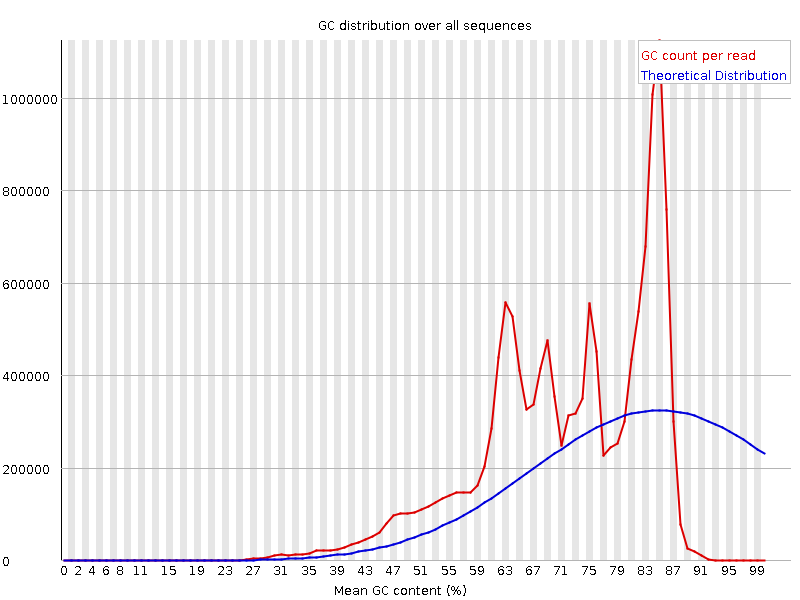 GC distribution over all sequences
GC count per read
Theoretical Distribution
1000000
800000
600000
400000
200000
0
0 2 4 6 8 11 15 19 23 27 31 35 39 43 47 51 55 59 63 67 71 75 79 83 87 91 95 99
Mean GC content (%)